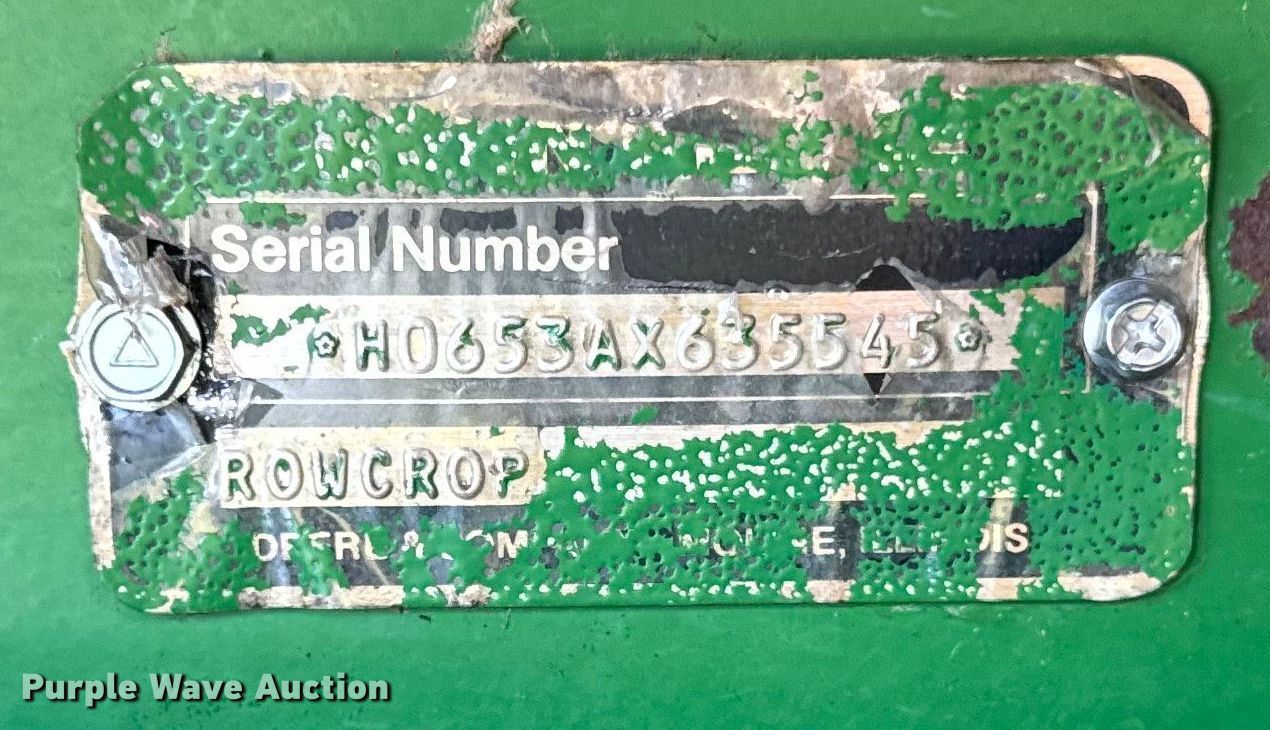 Serial Number
*H0653AX635545*
ROWCROP
Purple Wave Auction